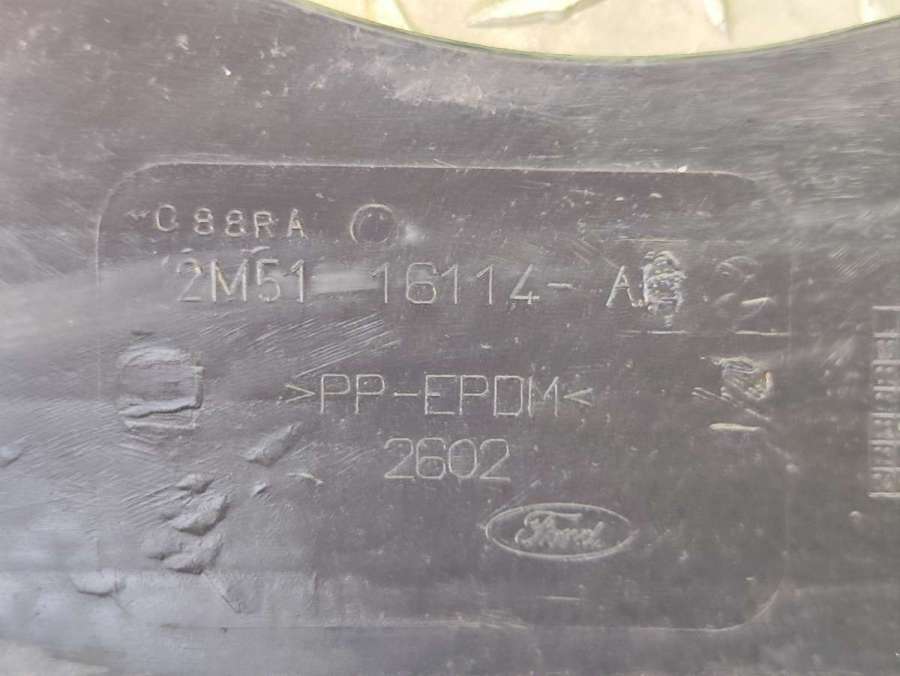 C88RA
2M51 16114-A
>PP-EPDM<
2602
Ford